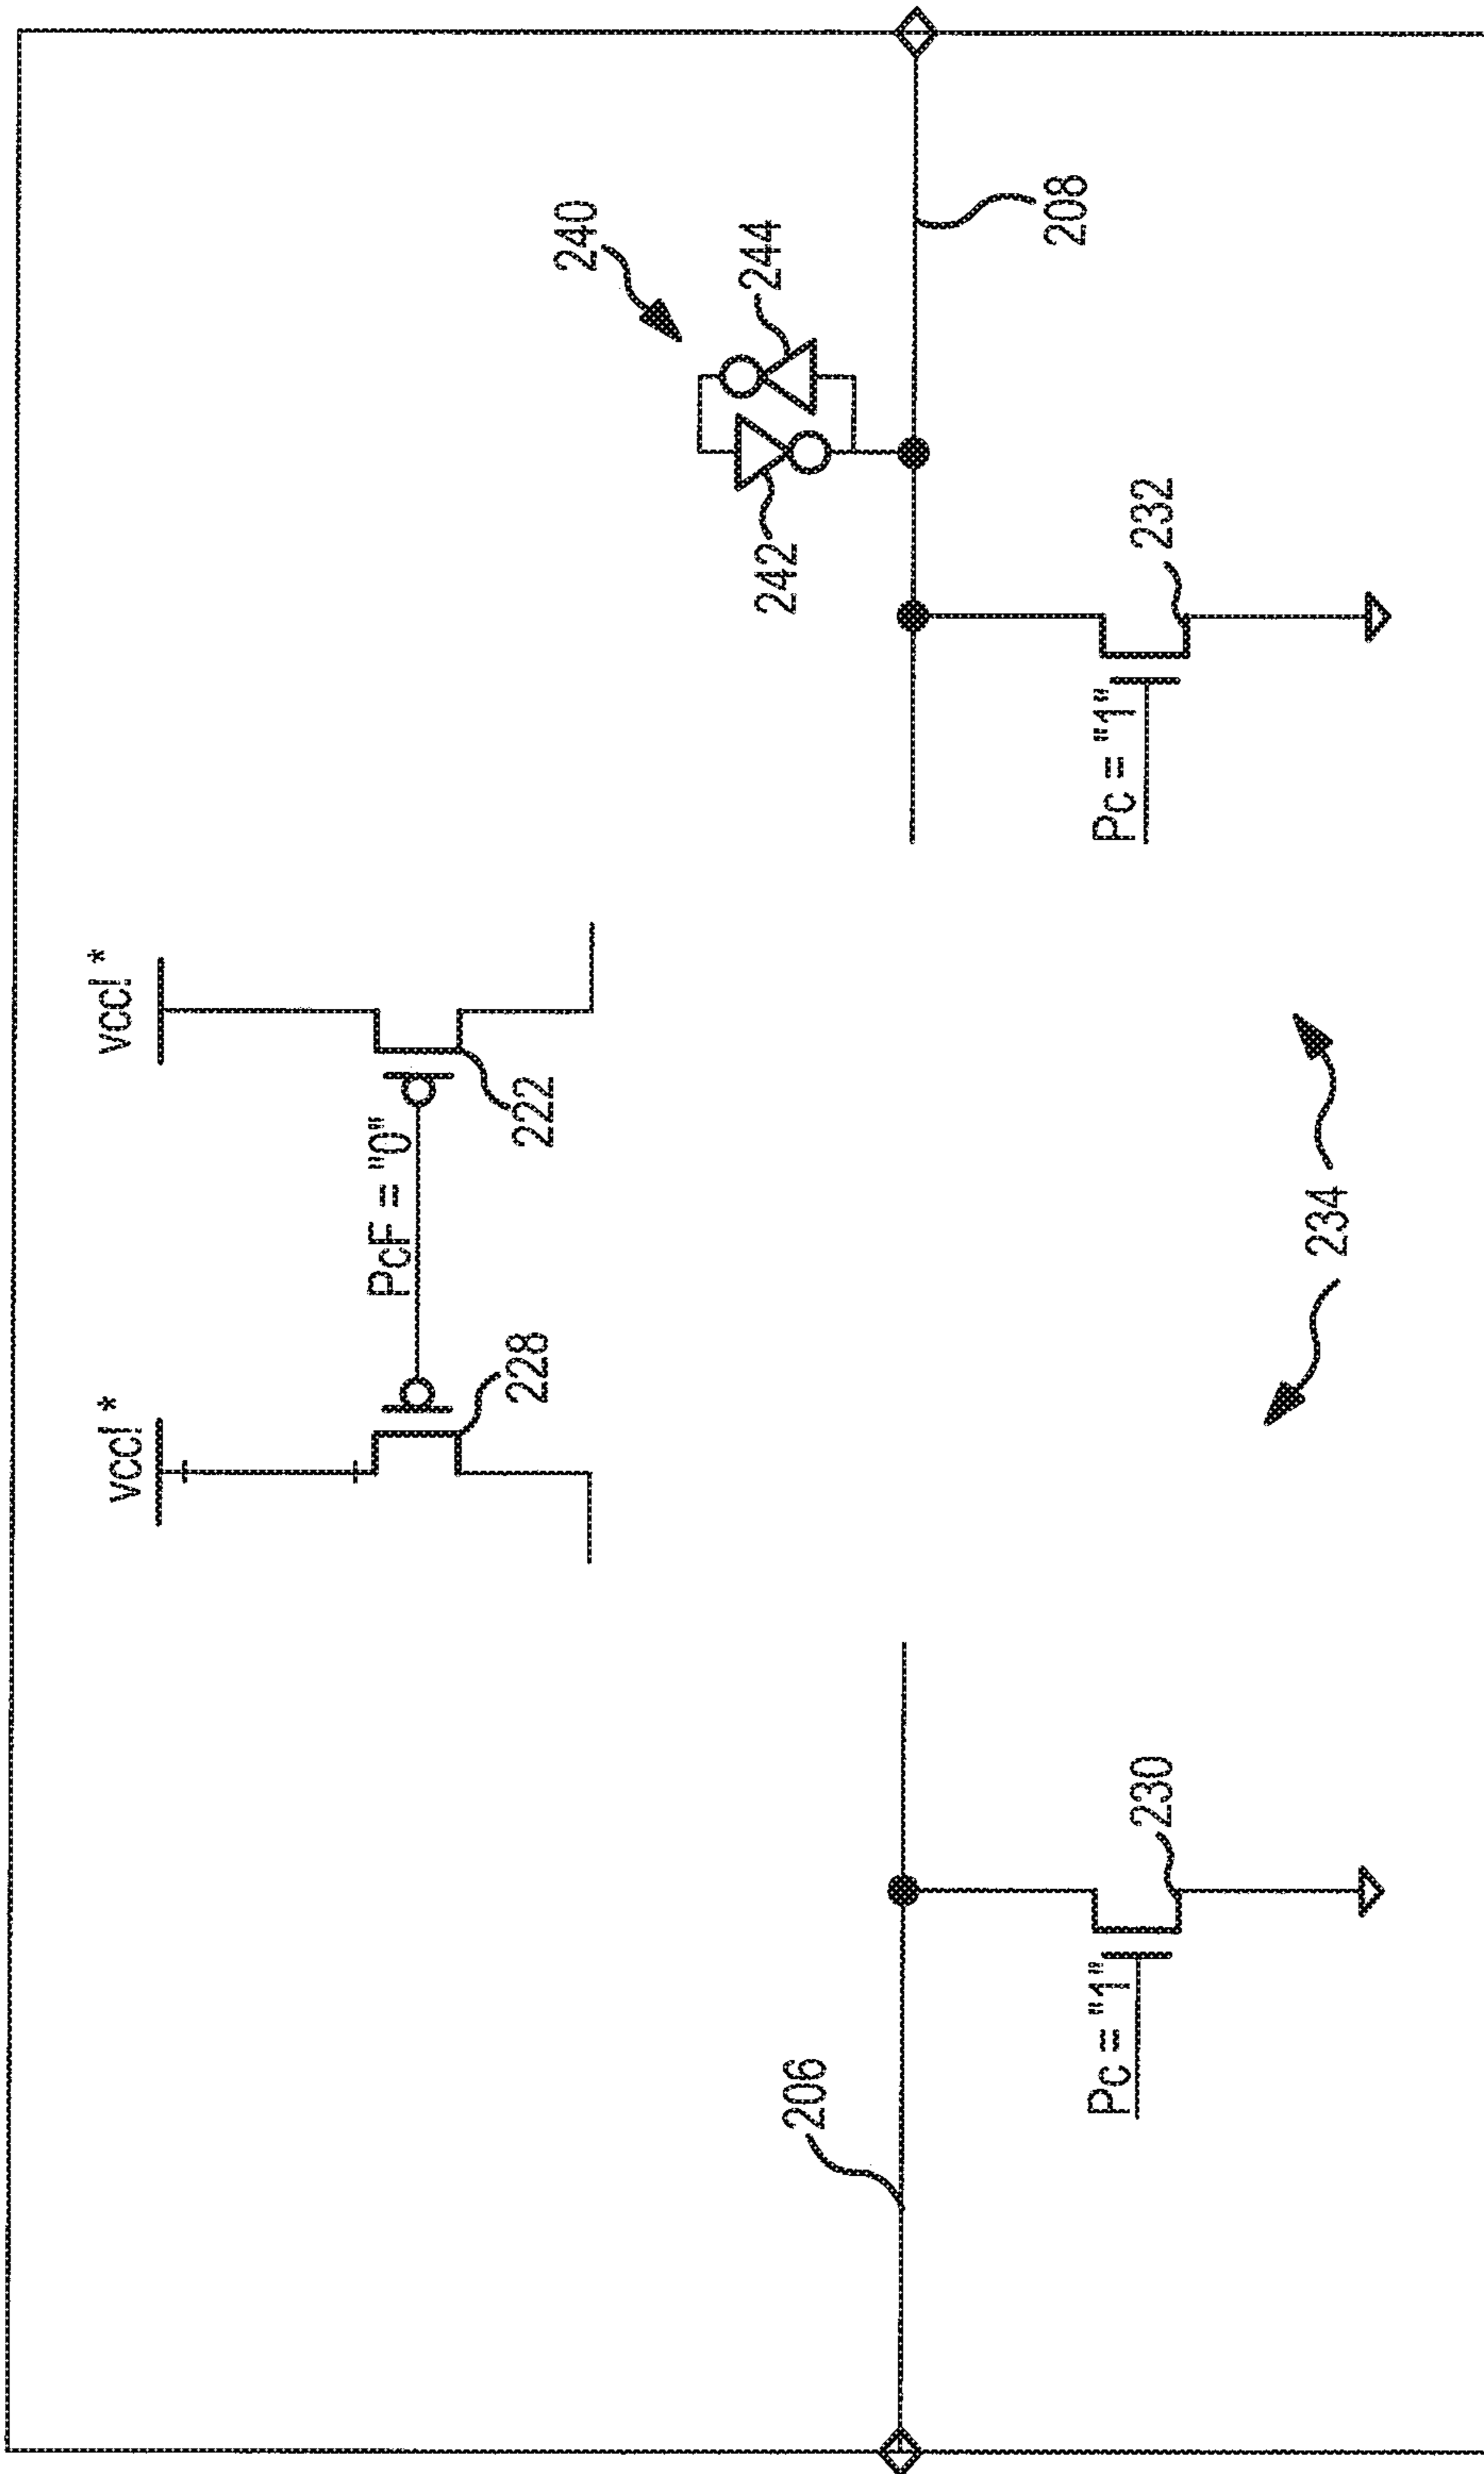 vcc! *
vcc! *
PcF = "0"
228
222
240
242
244
206
208
Pc = "1"
230
Pc = "1"
232
234